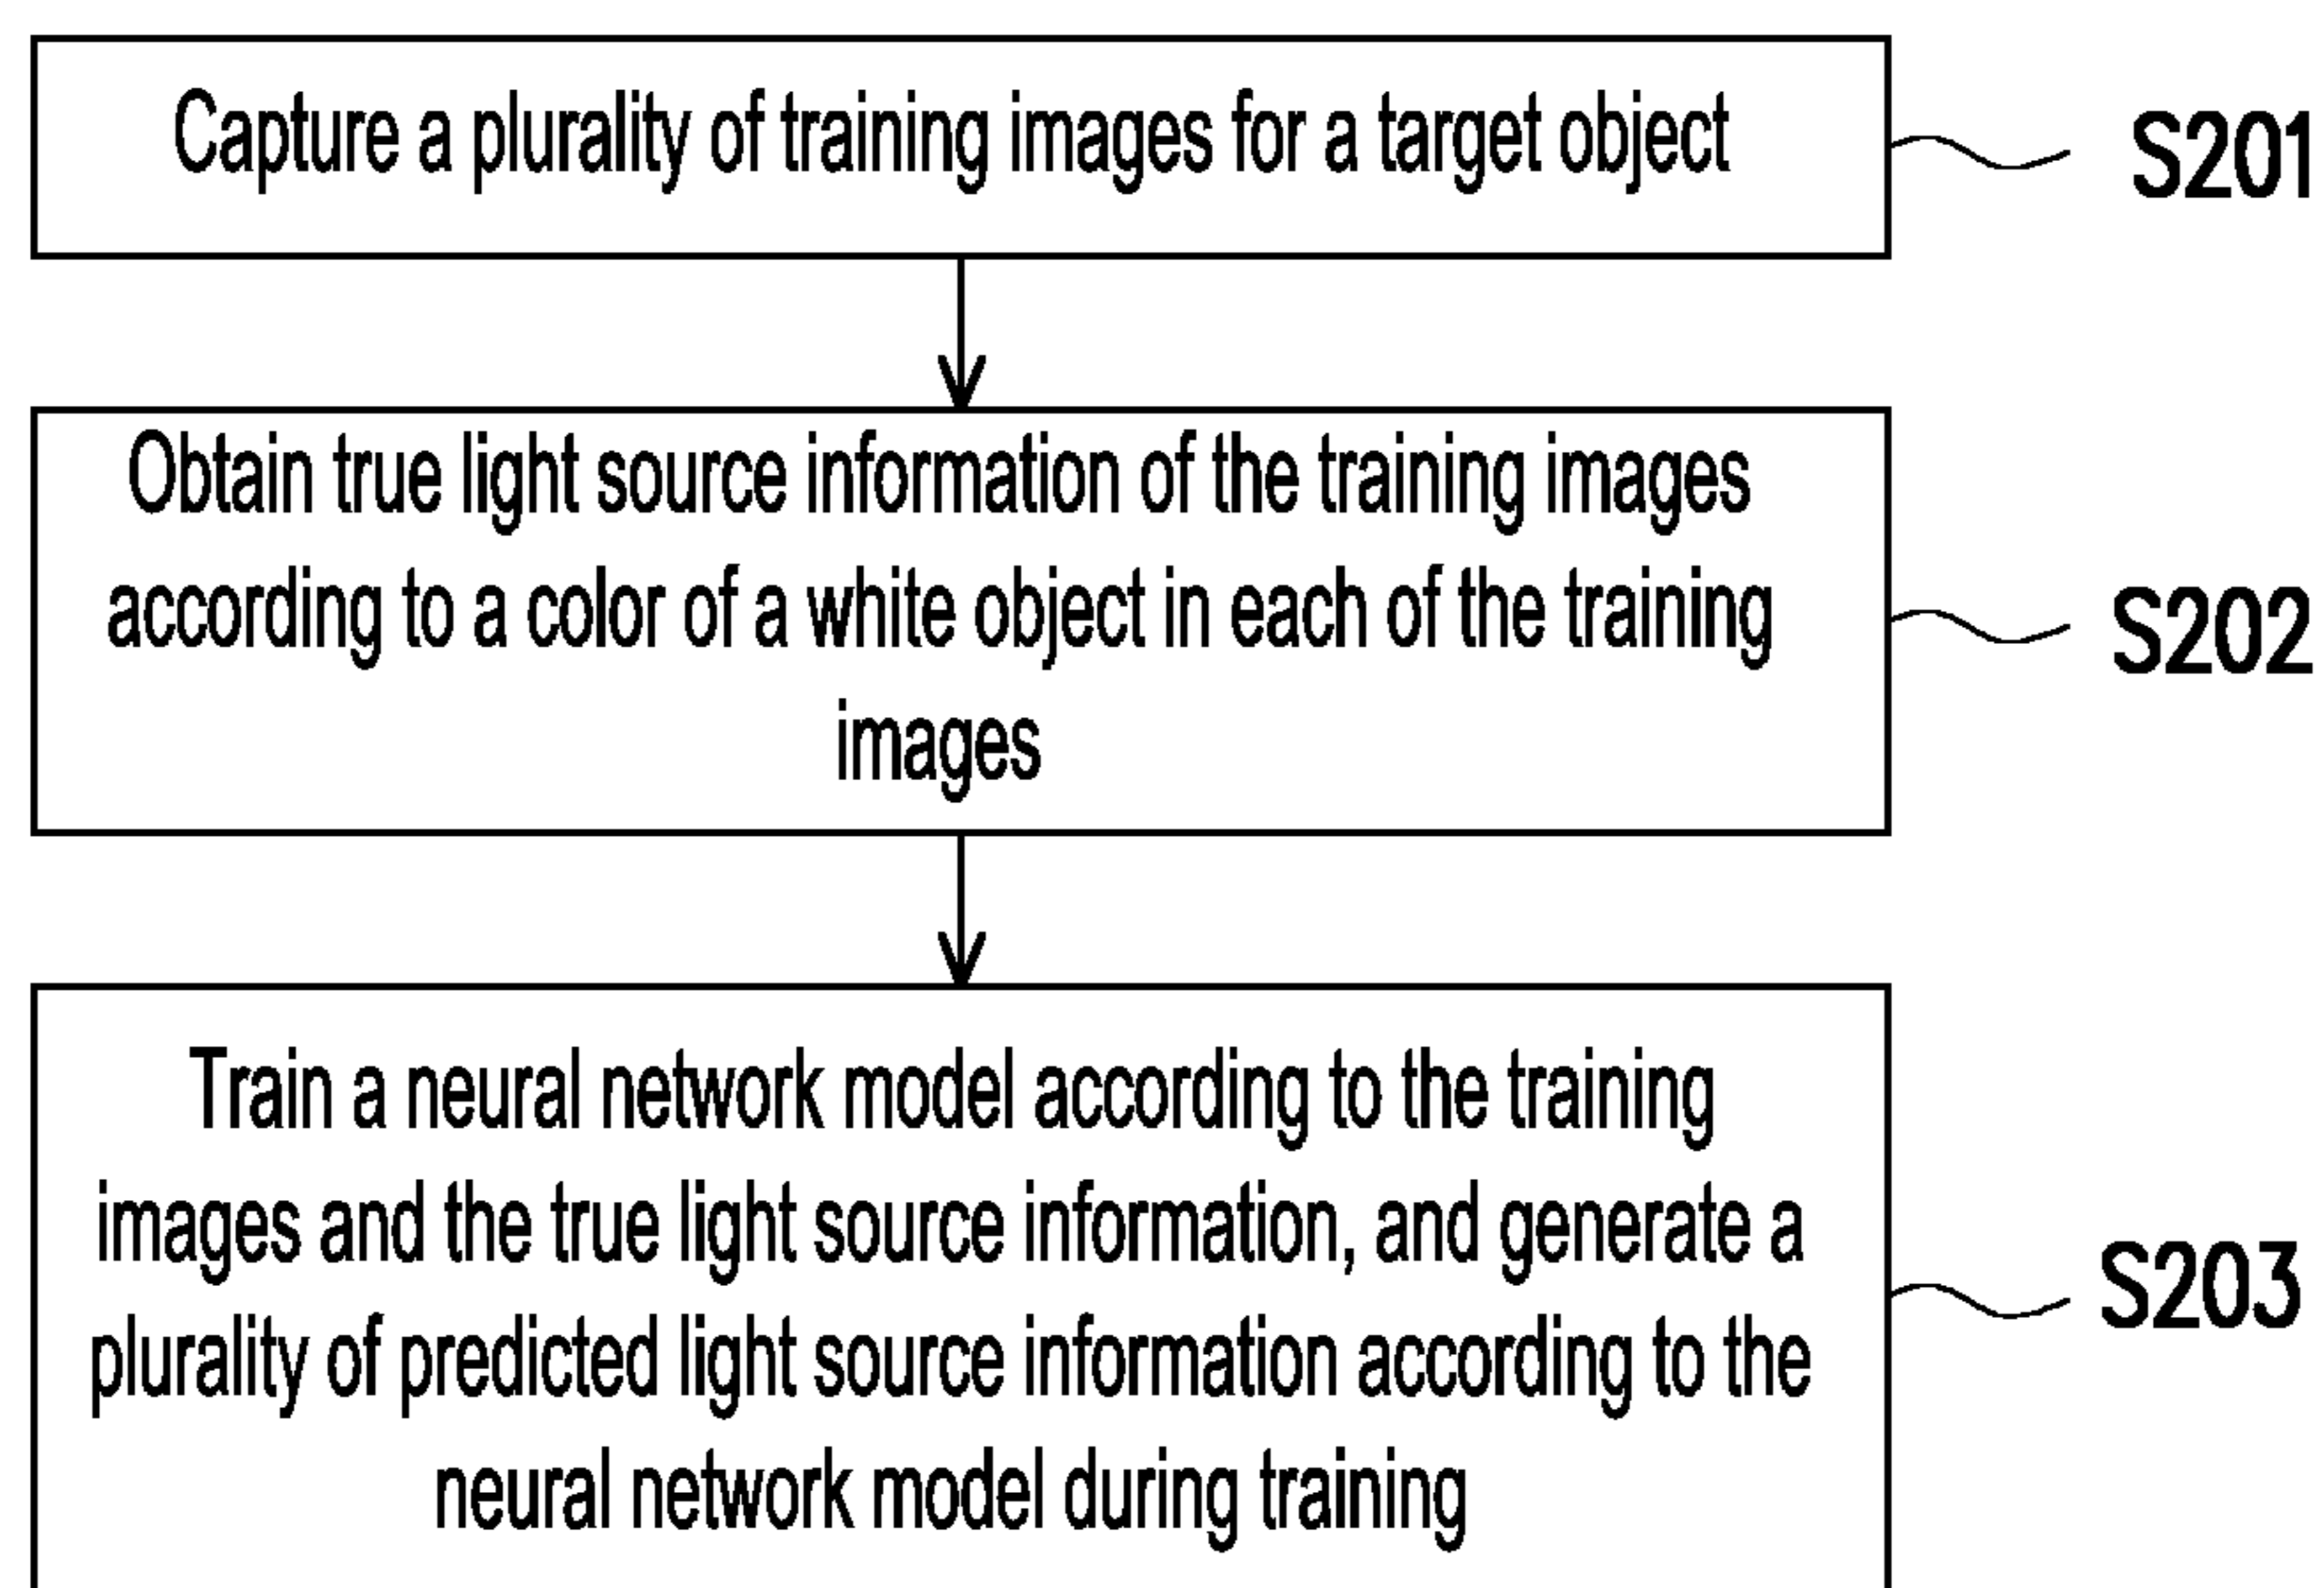 Capture a plurality of training images for a target object
S201
Obtain true light source information of the training images
according to a color of a white object in each of the training
images
S202
Train a neural network model according to the training
images and the true light source information, and generate a
plurality of predicted light source information according to the
neural network model during training
S203